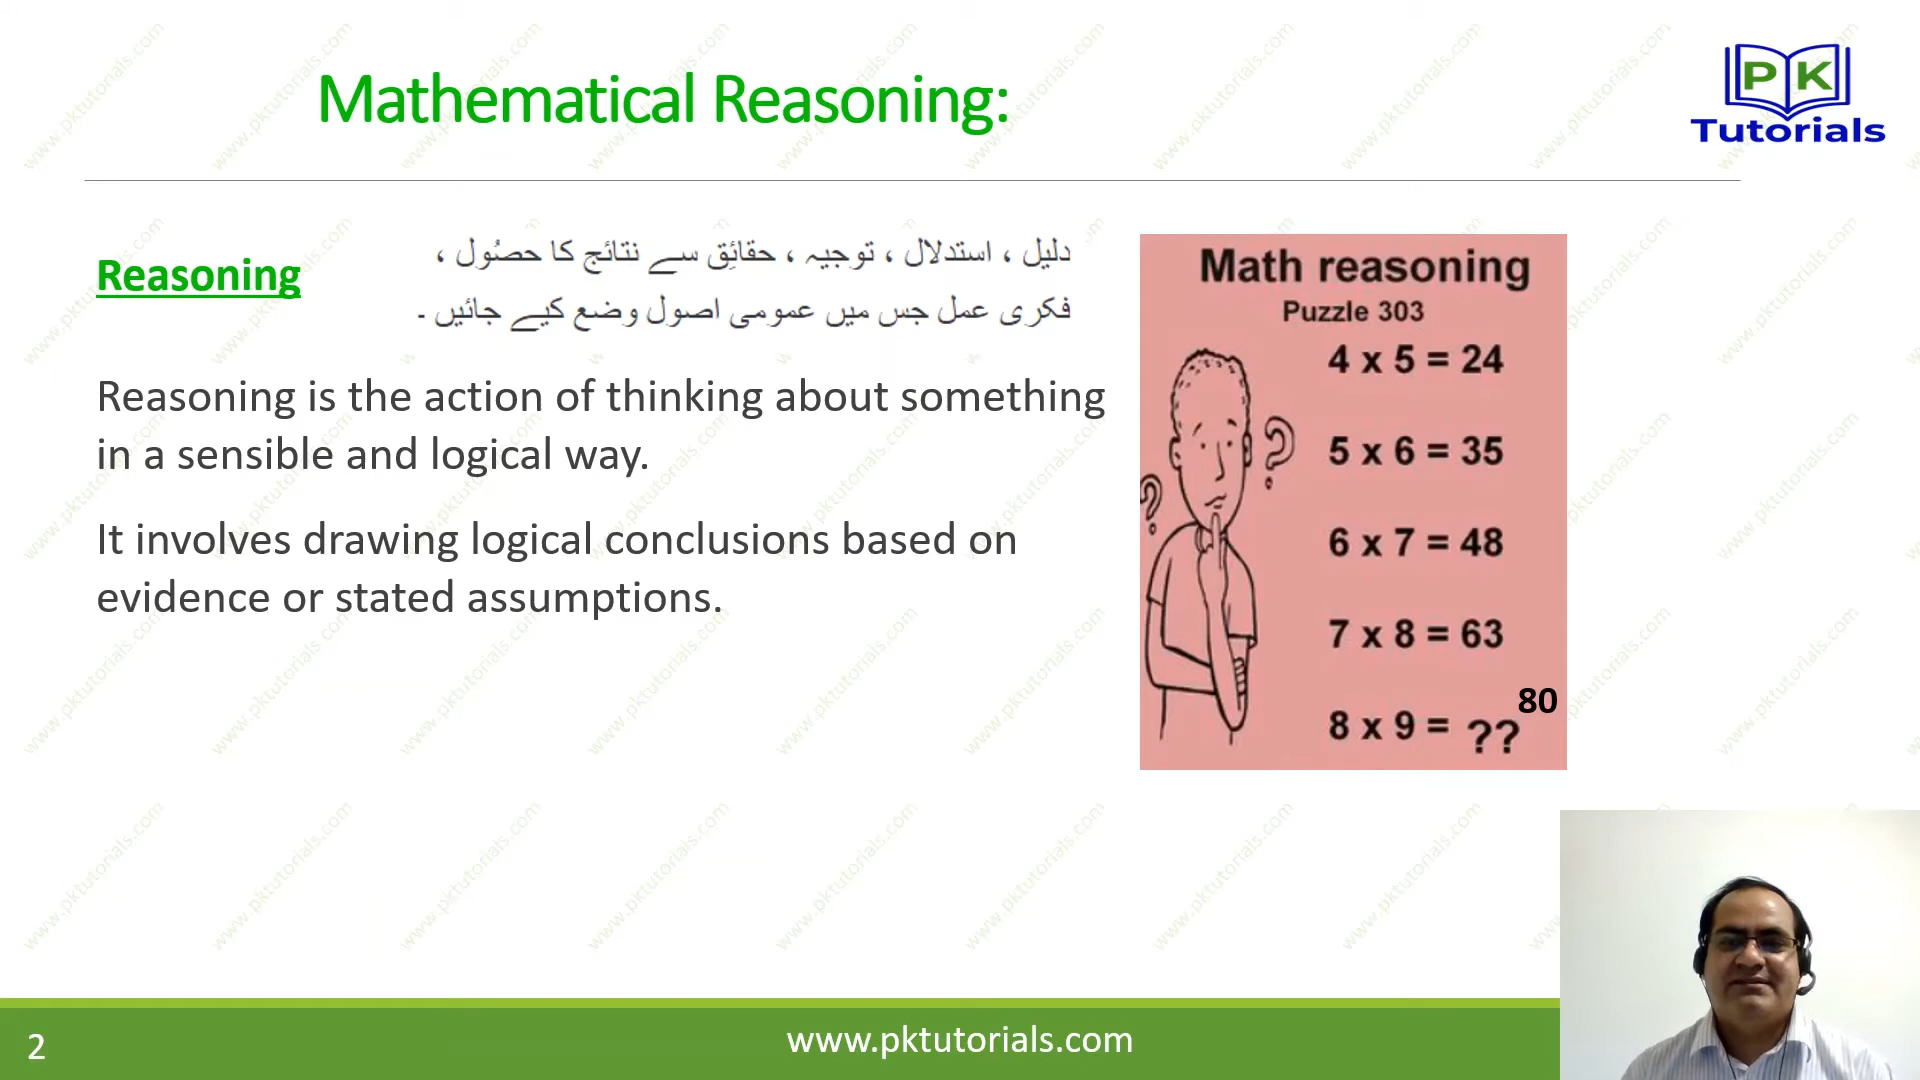 Mathematical Reasoning:
PK
Tutorials
Reasoning
دلیل ، استدلال ، توجیہ ، حقائِق سے نتائج کا حصُول ،
فکری عمل جس میں عمومی اصول وضع کیے جائیں ۔
Reasoning is the action of thinking about something
in a sensible and logical way.
It involves drawing logical conclusions based on
evidence or stated assumptions.
Math reasoning
Puzzle 303
4 x 5 = 24
5 x 6 = 35
6 x 7 = 48
7 x 8 = 63
80
8 x 9 = ??
2
www.pktutorials.com